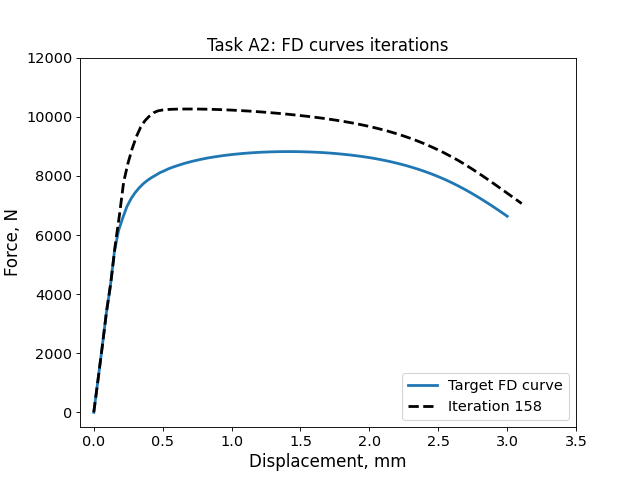 Task A2: FD curves iterations
12000
10000
8000
6000
4000
2000
0
Force, N
0.0 0.5 1.0 1.5 2.0 2.5 3.0 3.5
Displacement, mm
Target FD curve
Iteration 158